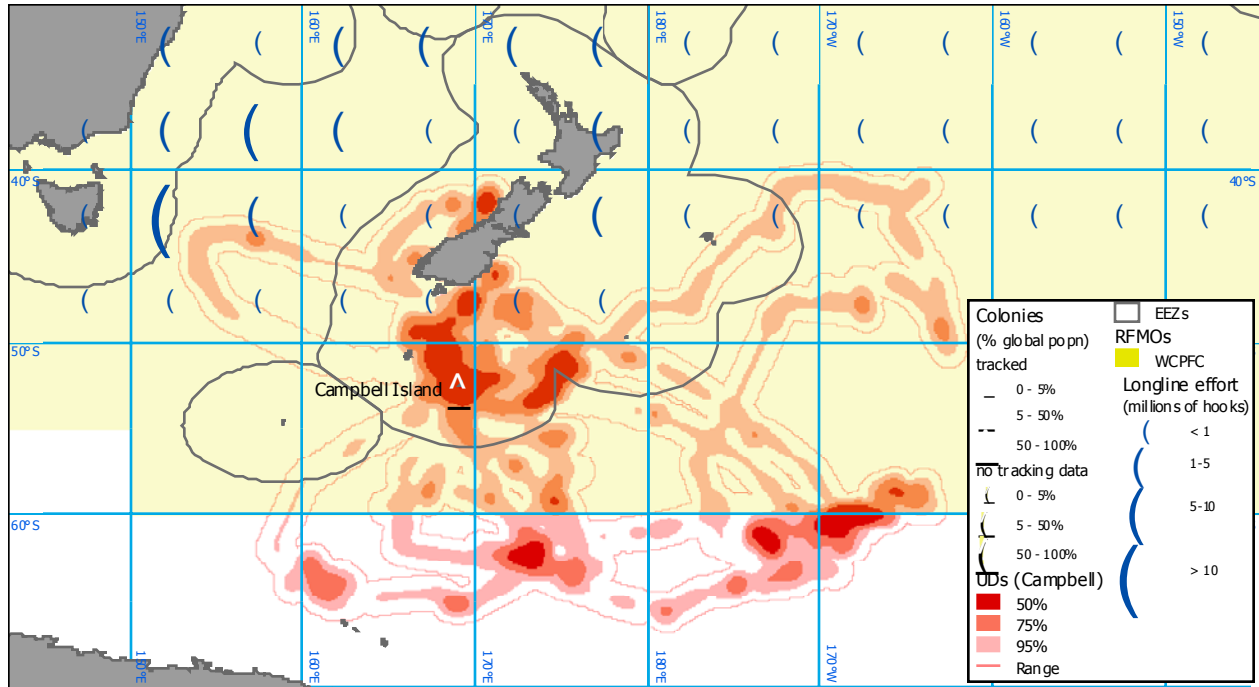 150°E
160°E
170°E
180°E
170°W
160°W
150°W
40°S
40°S
50°S
Campbell Island
60°S
150°E
160°E
170°E
180°E
170°W
Colonies
(% global popn)
tracked
0 - 5%
5 - 50%
50 - 100%
no tracking data
0 - 5%
5 - 50%
50 - 100%
UDs (Campbell)
50%
75%
95%
Range
EEZs
RFMOs
WCPFC
Longline effort
(millions of hooks)
< 1
1-5
5-10
> 10